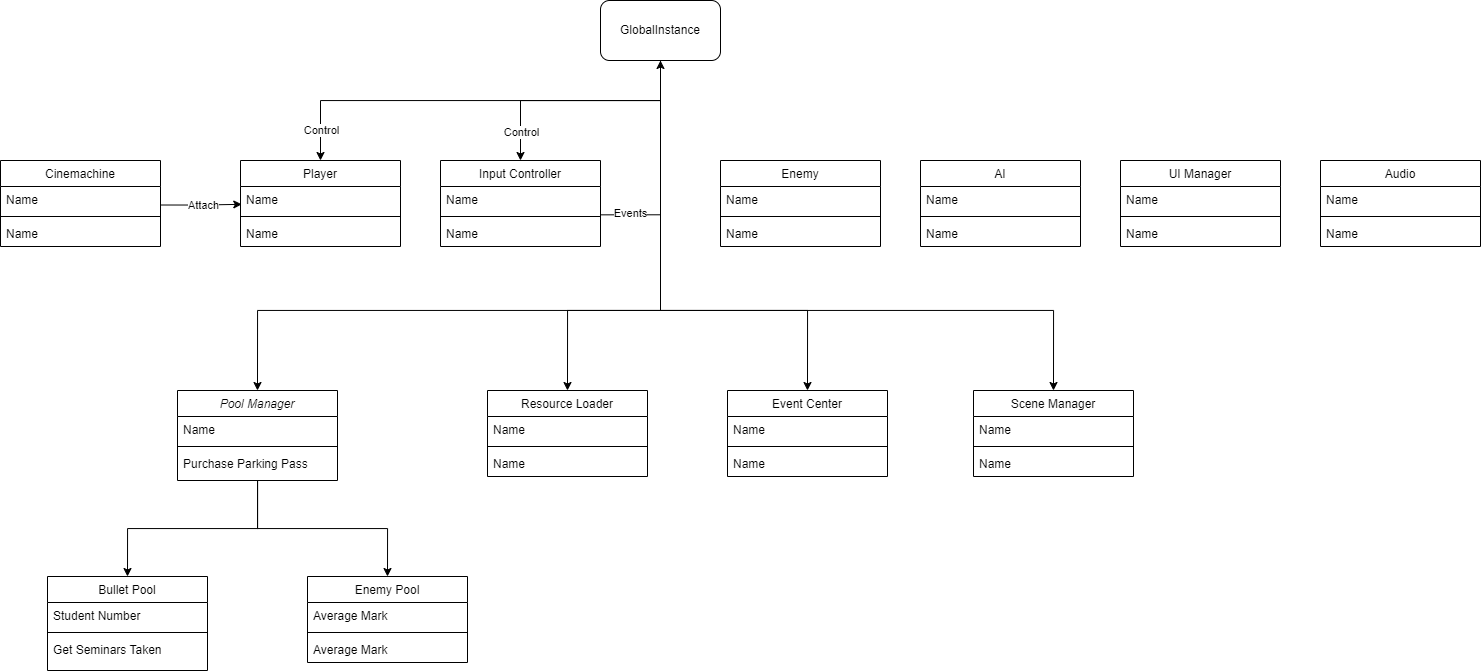 GlobalInstance
Control
Control
Cinemachine
Name
Name
Attach
Player
Name
Name
Input Controller
Name
Name
Events
Enemy
Name
Name
AI
Name
Name
UI Manager
Name
Name
Audio
Name
Name
Pool Manager
Name
Purchase Parking Pass
Resource Loader
Name
Name
Event Center
Name
Name
Scene Manager
Name
Name
Bullet Pool
Student Number
Get Seminars Taken
Enemy Pool
Average Mark
Average Mark